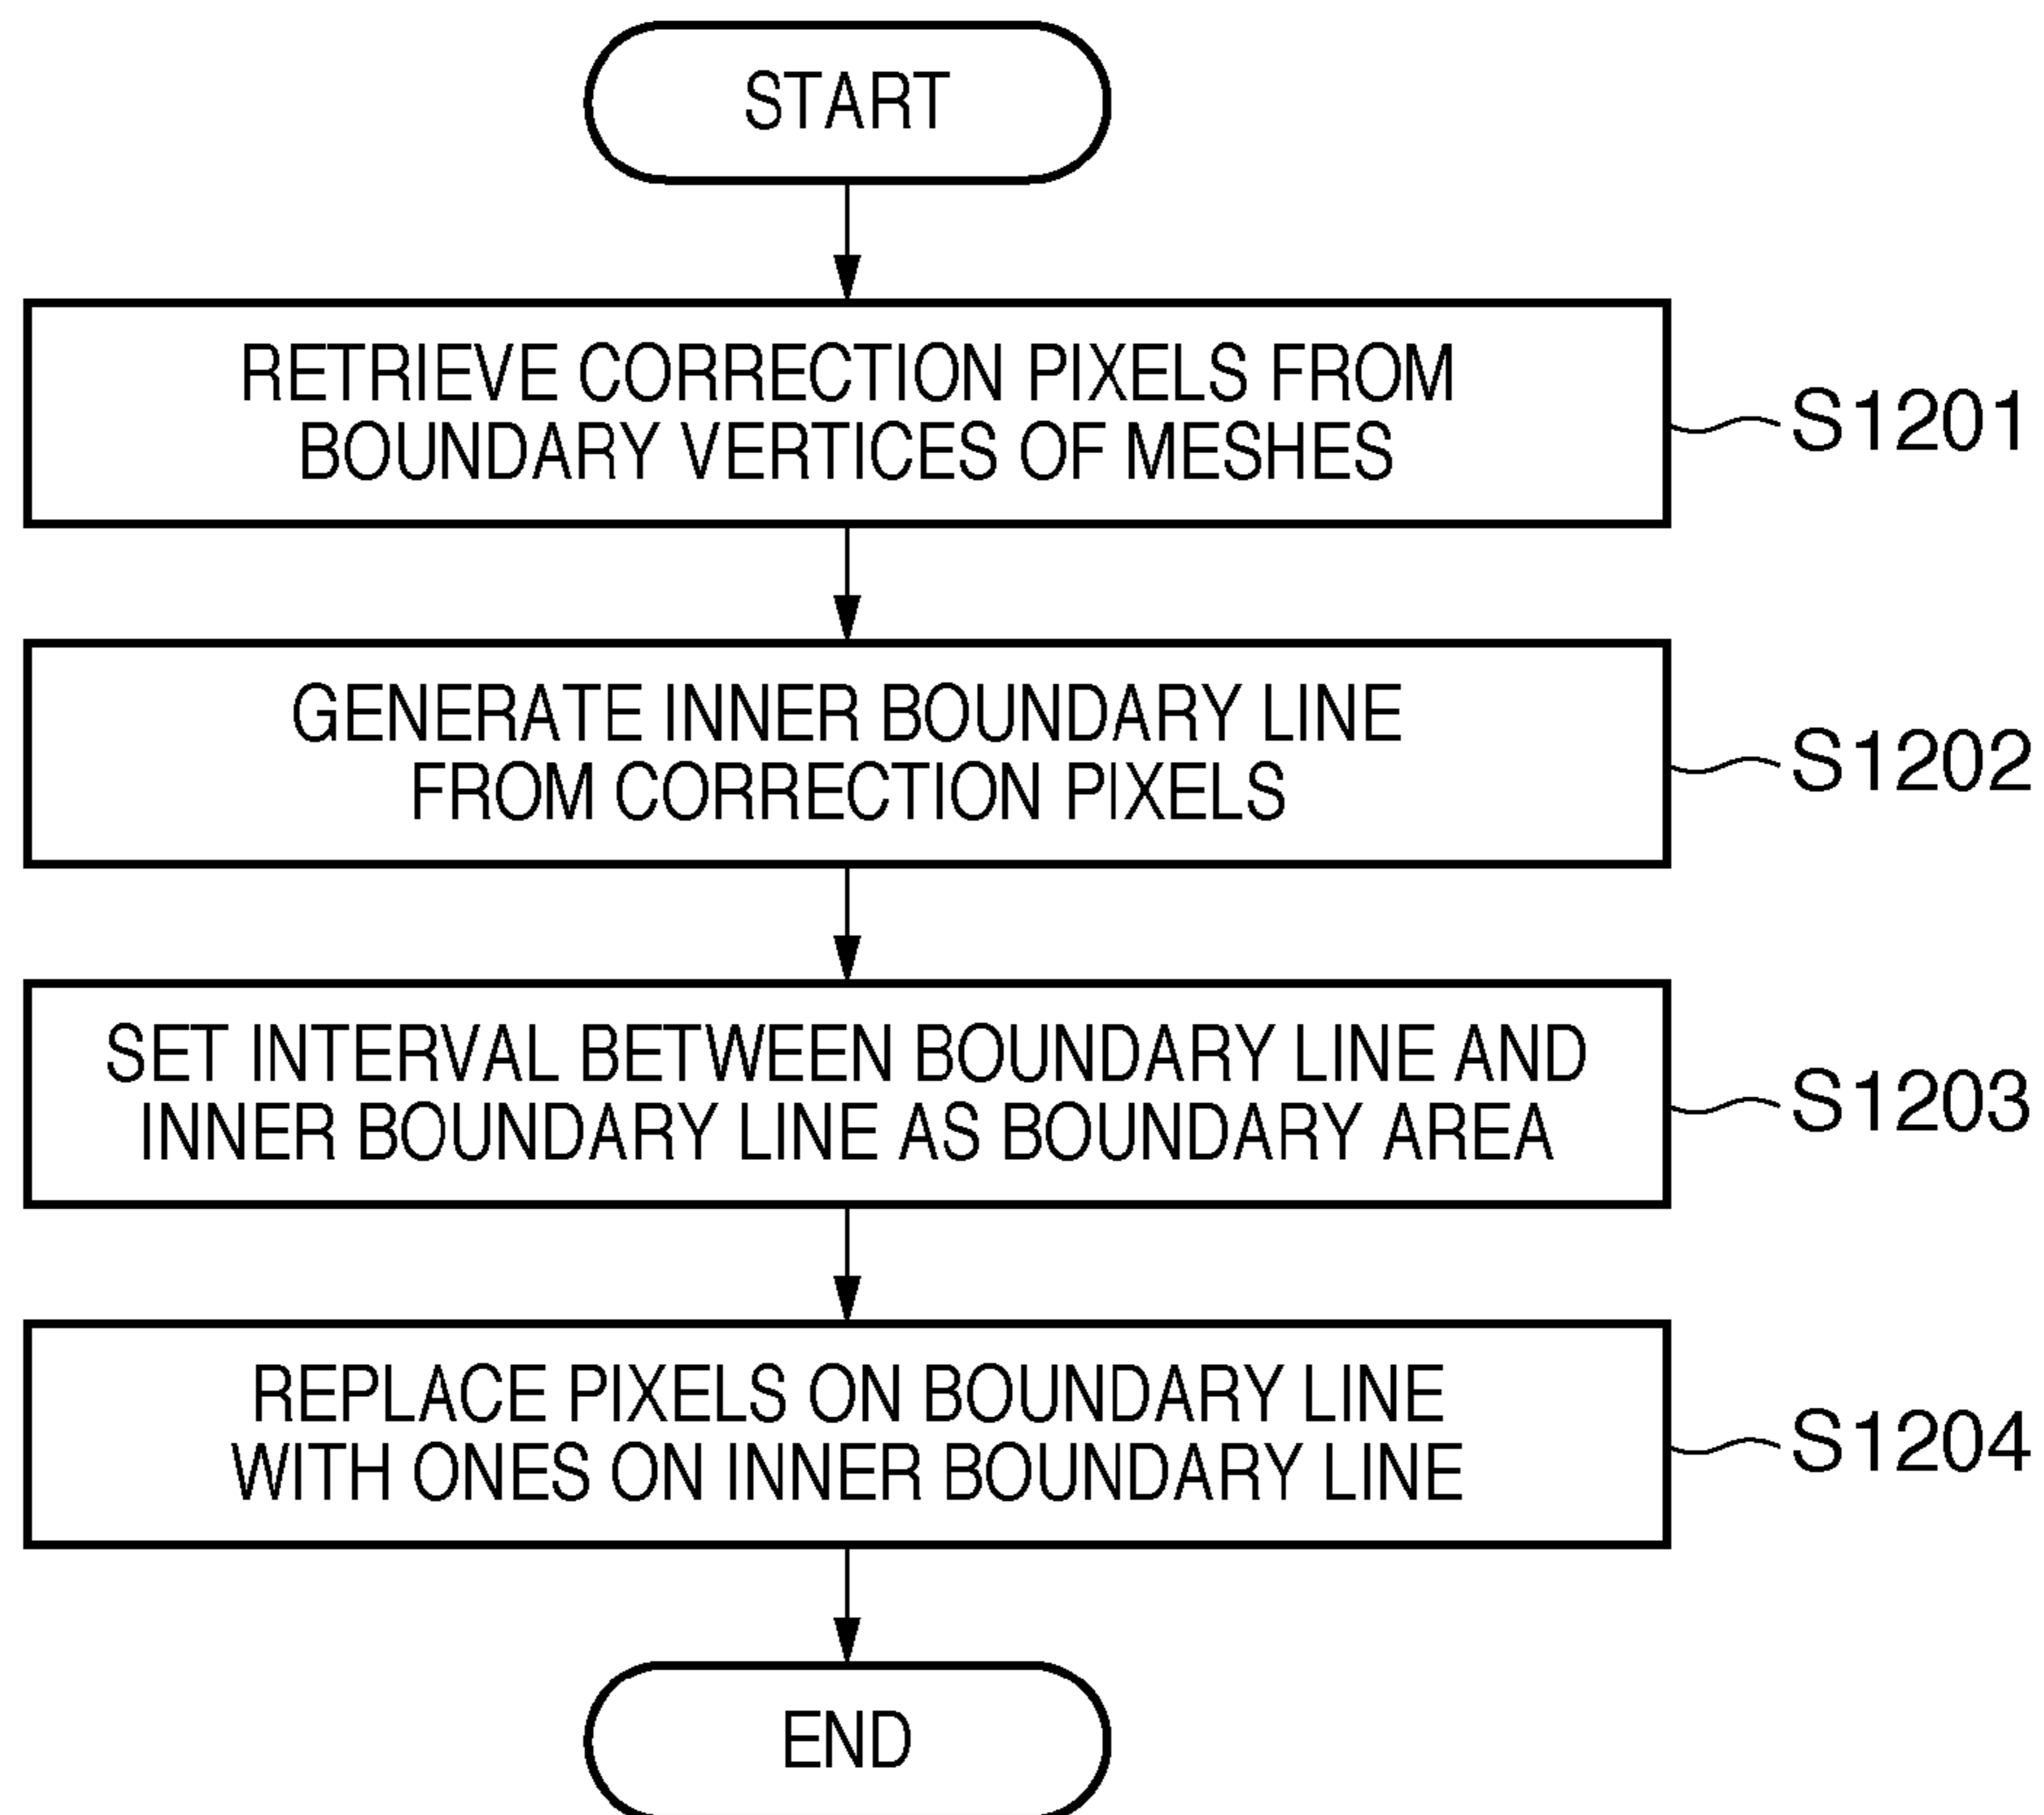 START
RETRIEVE CORRECTION PIXELS FROM
BOUNDARY VERTICES OF MESHES
S1201
GENERATE INNER BOUNDARY LINE
FROM CORRECTION PIXELS
S1202
SET INTERVAL BETWEEN BOUNDARY LINE AND
INNER BOUNDARY LINE AS BOUNDARY AREA
S1203
REPLACE PIXELS ON BOUNDARY LINE
WITH ONES ON INNER BOUNDARY LINE
S1204
END